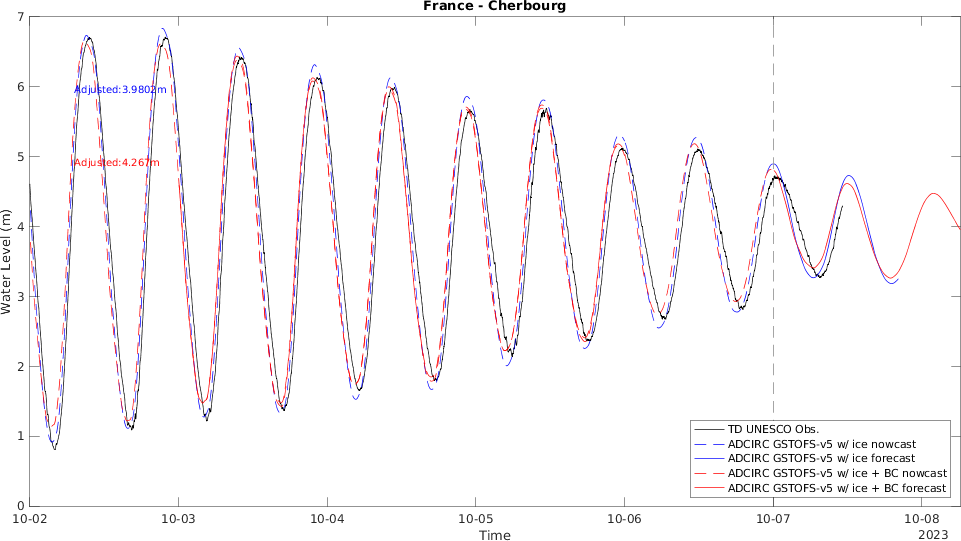 France - Cherbourg
7
6
5
4
3
2
1
0
Water Level (m)
Adjusted:3.9802m
Adjusted:4.267m
TD UNESCO Obs.
ADCIRC GSTOFS-v5 w/ ice nowcast
ADCIRC GSTOFS-v5 w/ ice forecast
ADCIRC GSTOFS-v5 w/ ice + BC nowcast
ADCIRC GSTOFS-v5 w/ ice + BC forecast
10-02 10-03 10-04 10-05 10-06 10-07 10-08
Time
2023